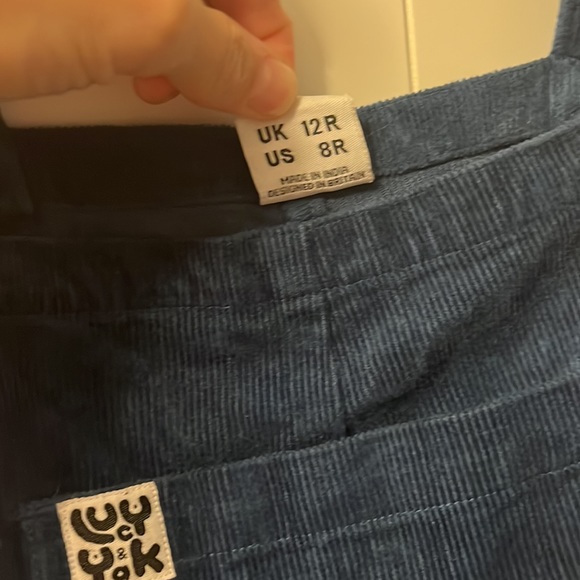 UK 12R
US 8R
MADE IN INDIA
DESIGNED IN BRITAIN
LUCY
&
YAK